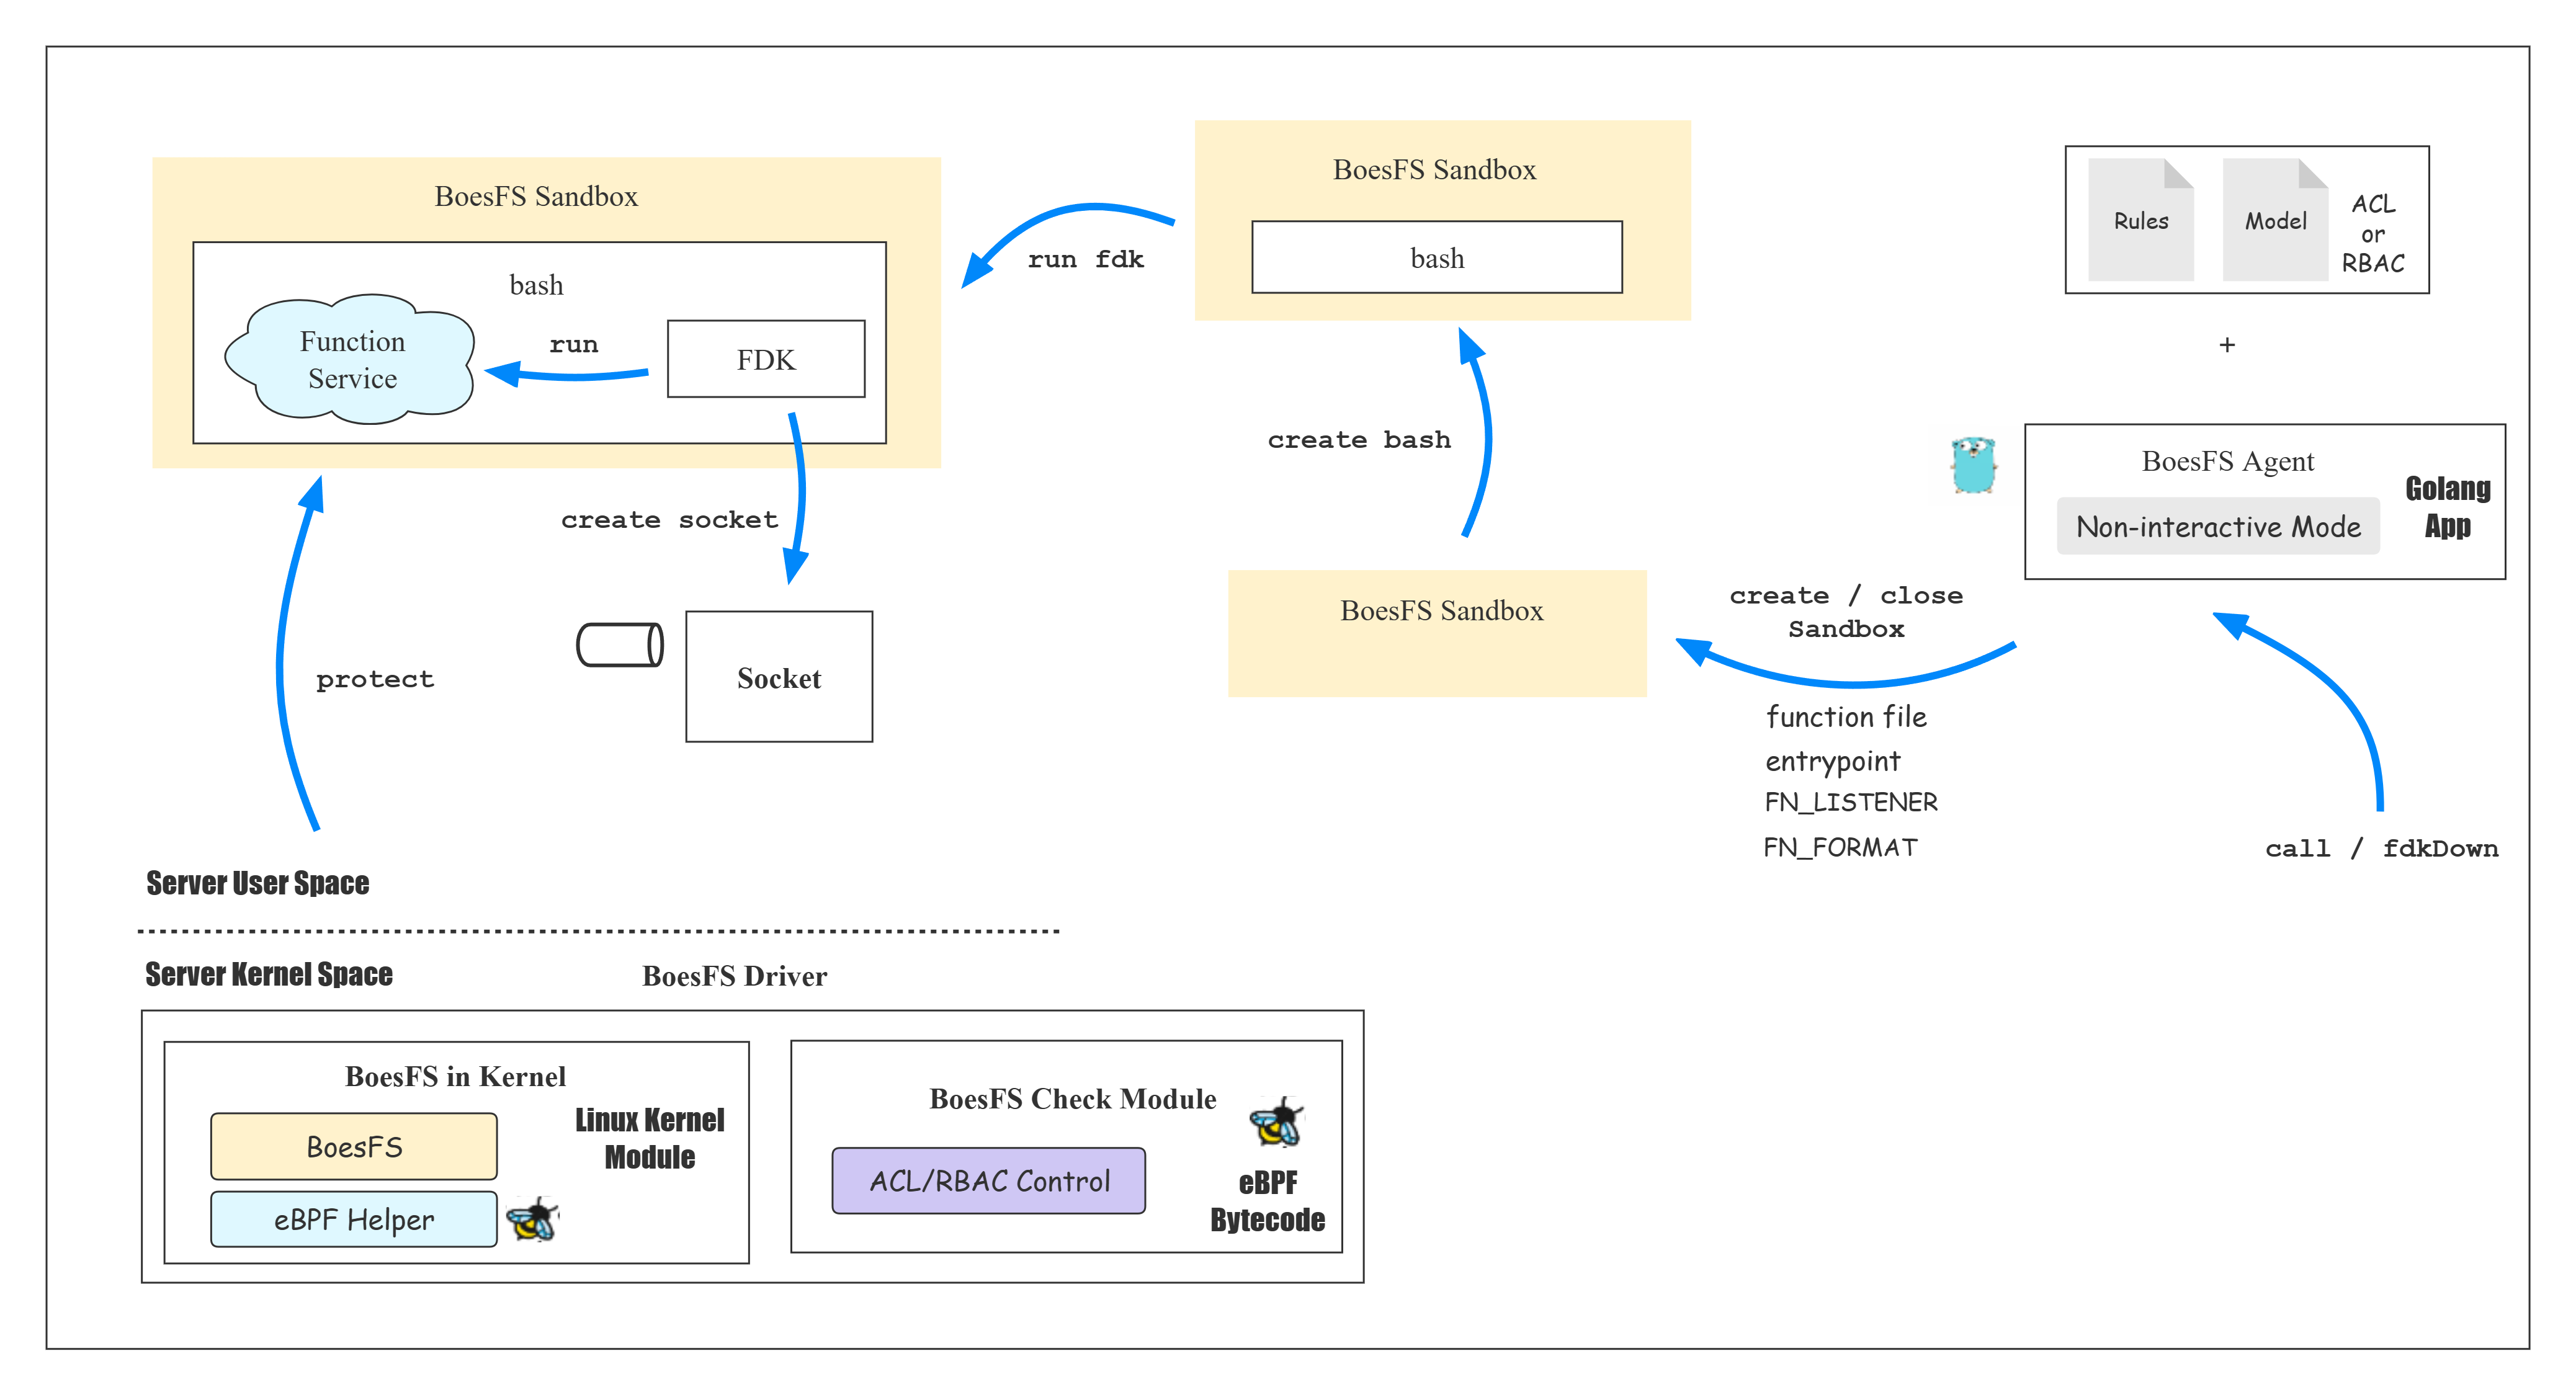 BoesFS Sandbox
bash
Function
Service
run
FDK
create socket
Socket
protect
run fdk
BoesFS Sandbox
bash
create bash
BoesFS Sandbox
Rules
Model
ACL
or
RBAC
+
BoesFS Agent
Non-interactive Mode
Golang
App
create / close
Sandbox
function file
entrypoint
FN_LISTENER
FN_FORMAT
call / fdkDown
Server User Space
Server Kernel Space
BoesFS Driver
BoesFS in Kernel
BoesFS
eBPF Helper
Linux Kernel
Module
BoesFS Check Module
ACL/RBAC Control
eBPF
Bytecode